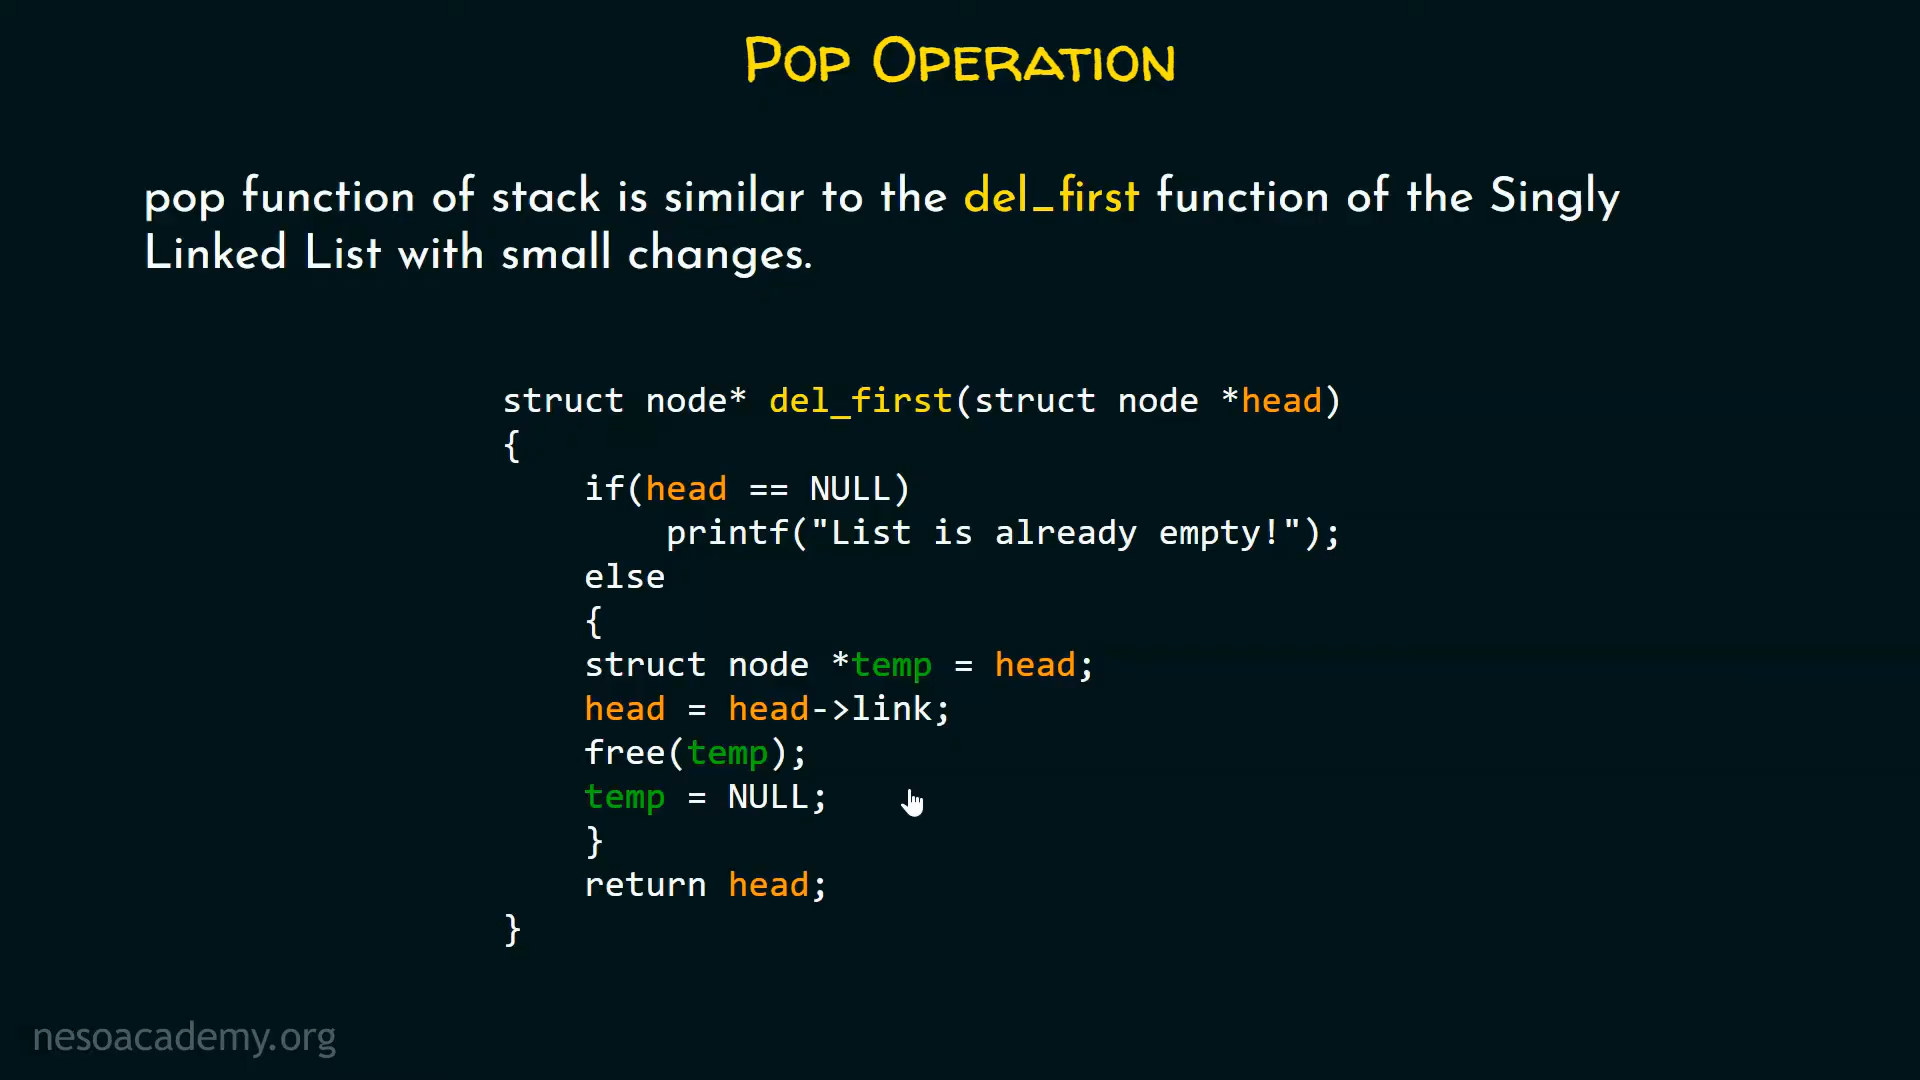 Pop Operation
pop function of stack is similar to the del_first function of the Singly
Linked List with small changes.
struct node* del_first(struct node *head)
{
if(head == NULL)
printf("List is already empty!");
else
{
struct node *temp = head;
head = head->link;
free(temp);
temp = NULL;
}
return head;
}
nesoacademy.org